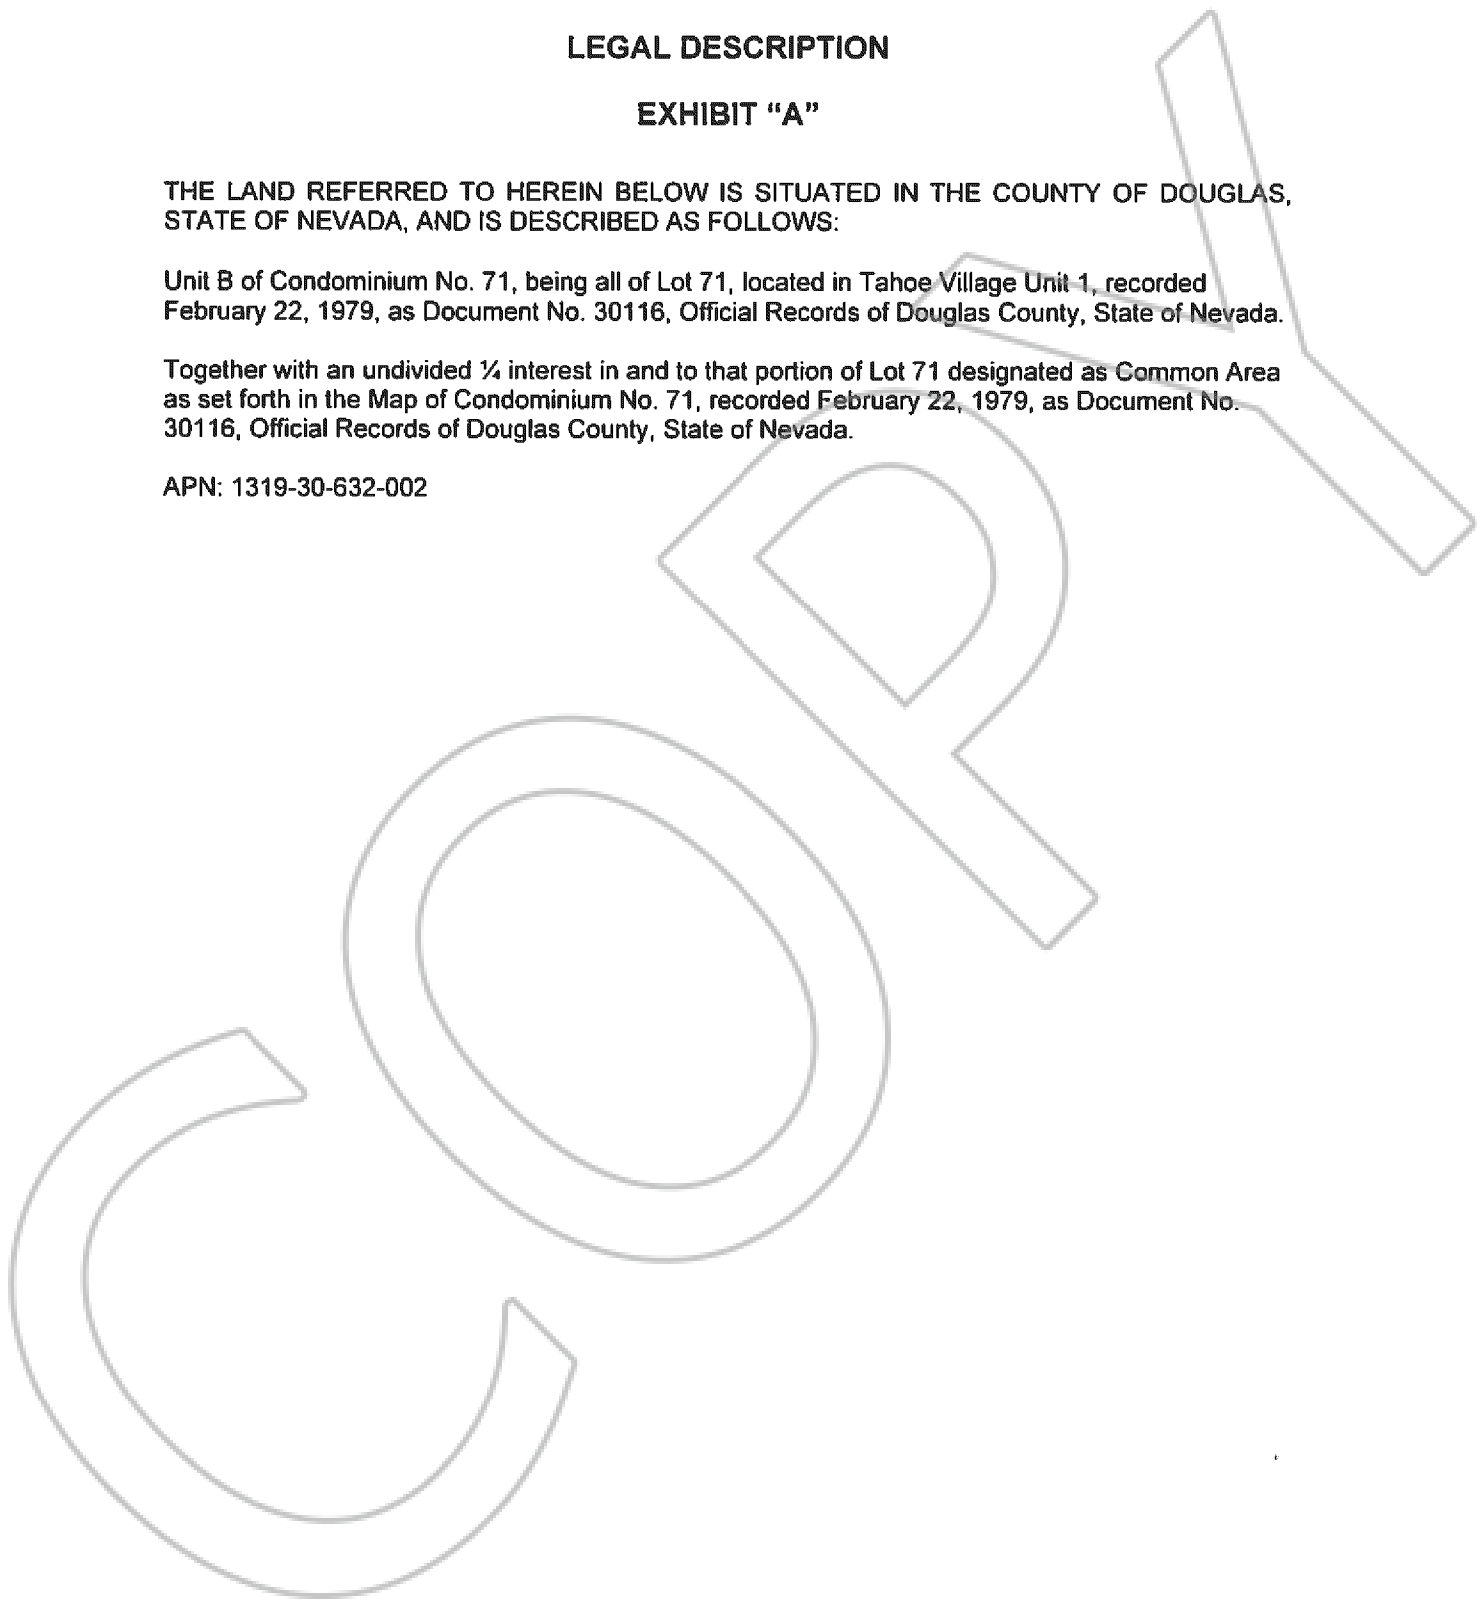 LEGAL DESCRIPTION
EXHIBIT “A”
THE LAND REFERRED TO HEREIN BELOW IS SITUATED IN THE COUNTY OF DOUGLAS,
STATE OF NEVADA, AND IS DESCRIBED AS FOLLOWS:
Unit B of Condominium No. 71, being all of Lot 71, located in Tahoe Village Unit 1, recorded
February 22, 1979, as Document No. 30116, Official Records of Douglas County, State of Nevada.
Together with an undivided ¼ interest in and to that portion of Lot 71 designated as Common Area
as set forth in the Map of Condominium No. 71, recorded February 22, 1979, as Document No.
30116, Official Records of Douglas County, State of Nevada.
APN: 1319-30-632-002
COPY